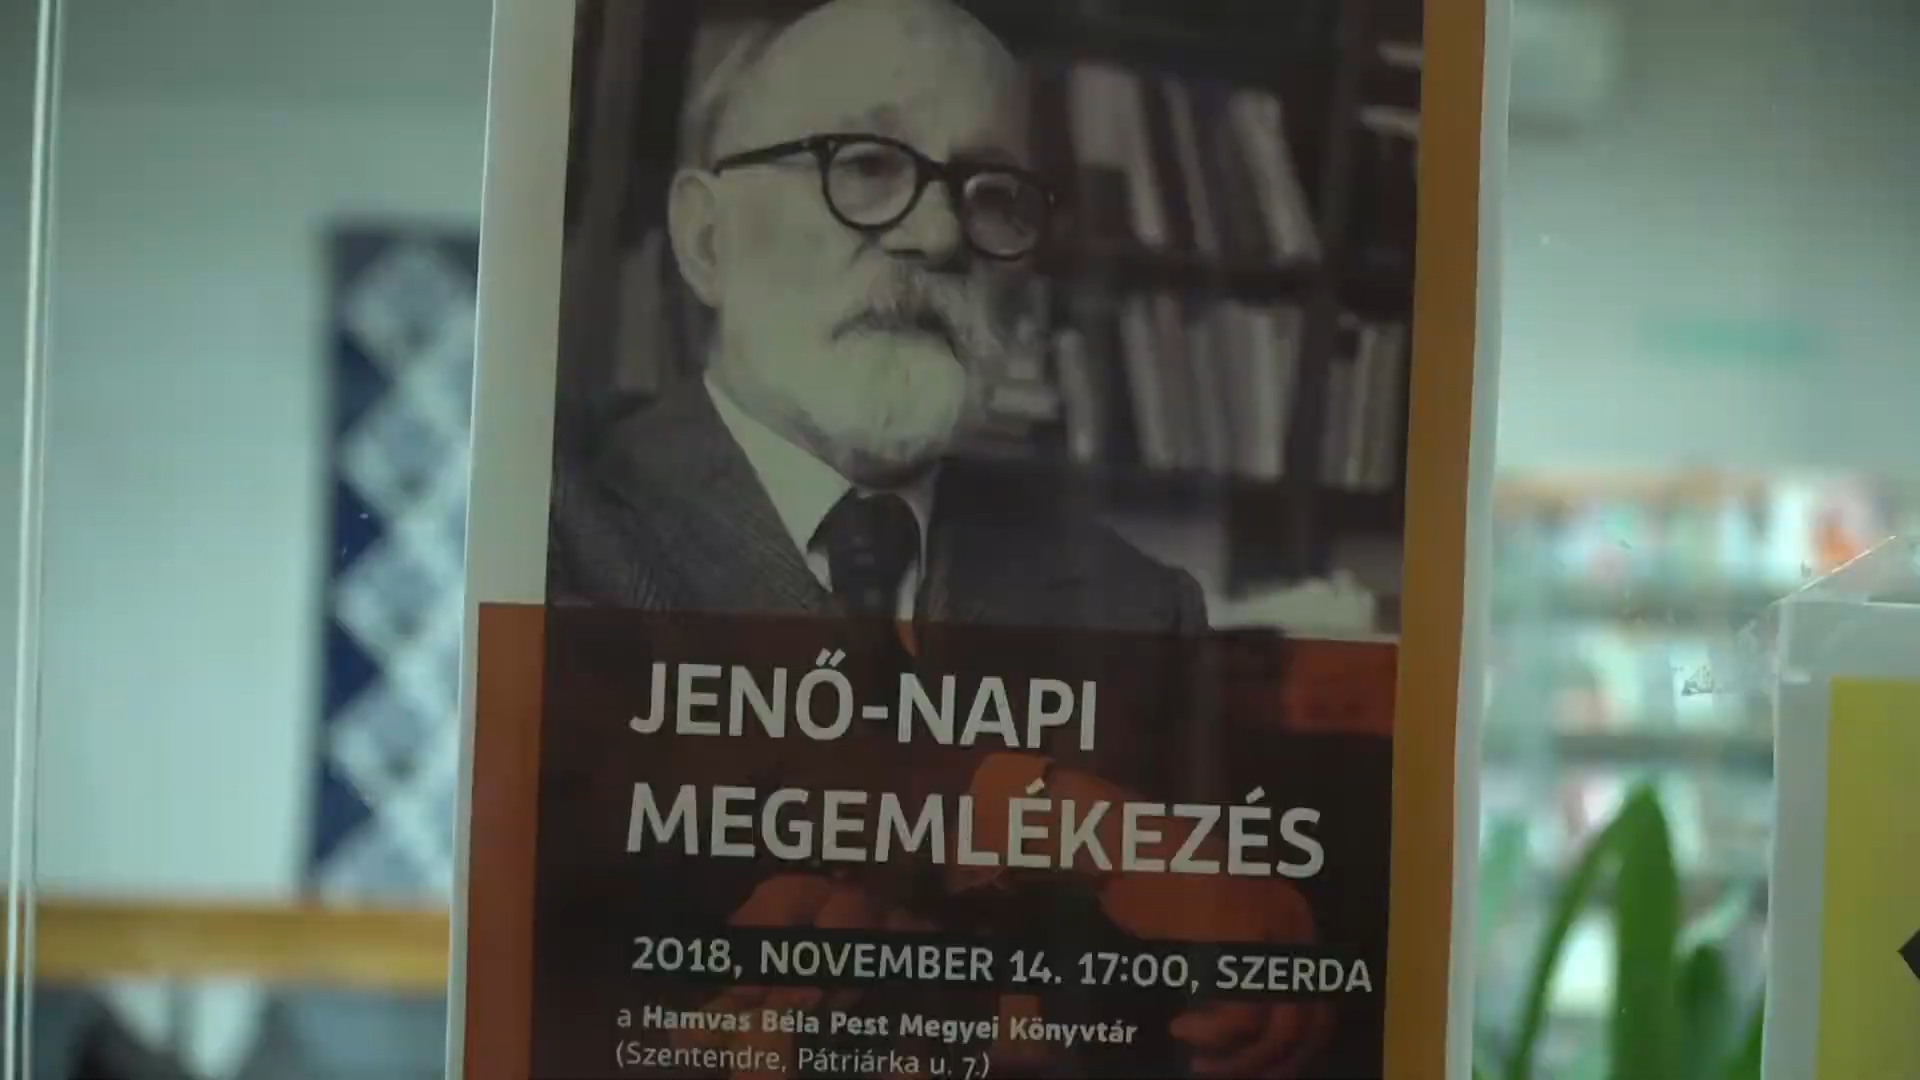 JENŐ-NAPI
MEGEMLÉKEZÉS
2018, NOVEMBER 14. 17:00, SZERDA
a Hamvas Béla Pest Megyei Könyvtár
(Szentendre, Pátriárka u. 7.)